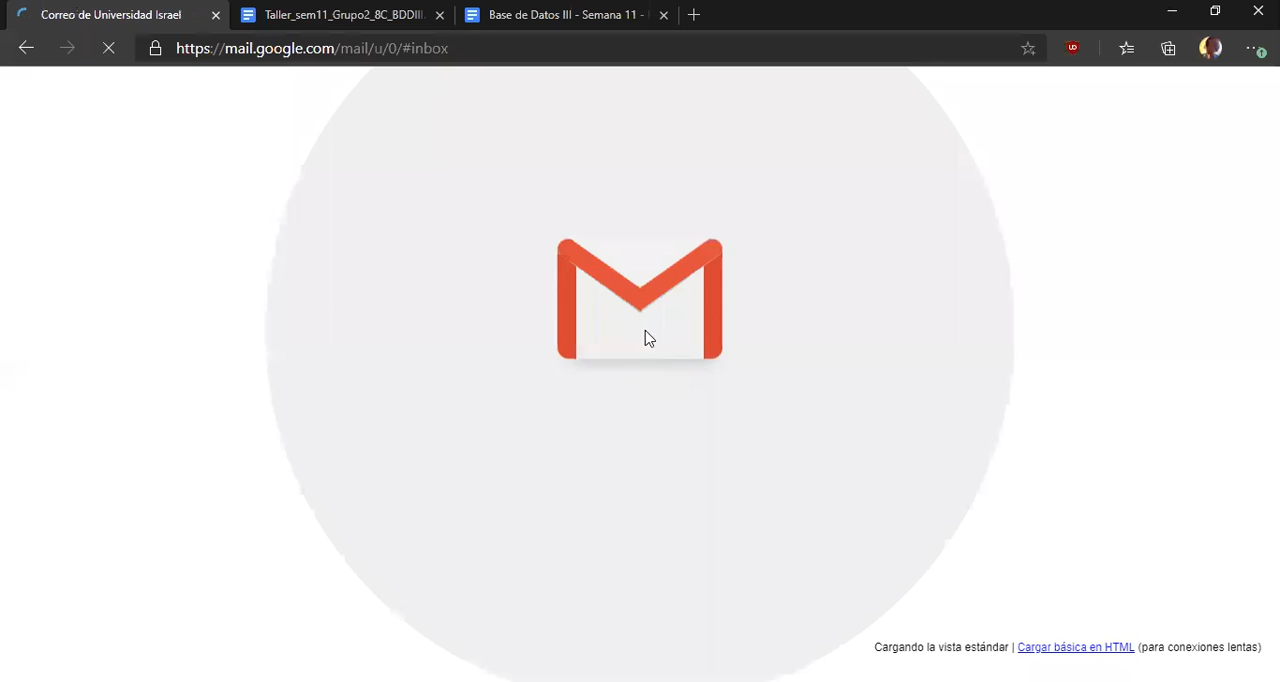 Correo de Universidad Israel
Taller_sem11_Grupo2_8C_BDDIII.
Base de Datos III - Semana 11 -
https://mail.google.com/mail/u/0/#inbox
Cargando la vista estándar | Cargar básica en HTML (para conexiones lentas)